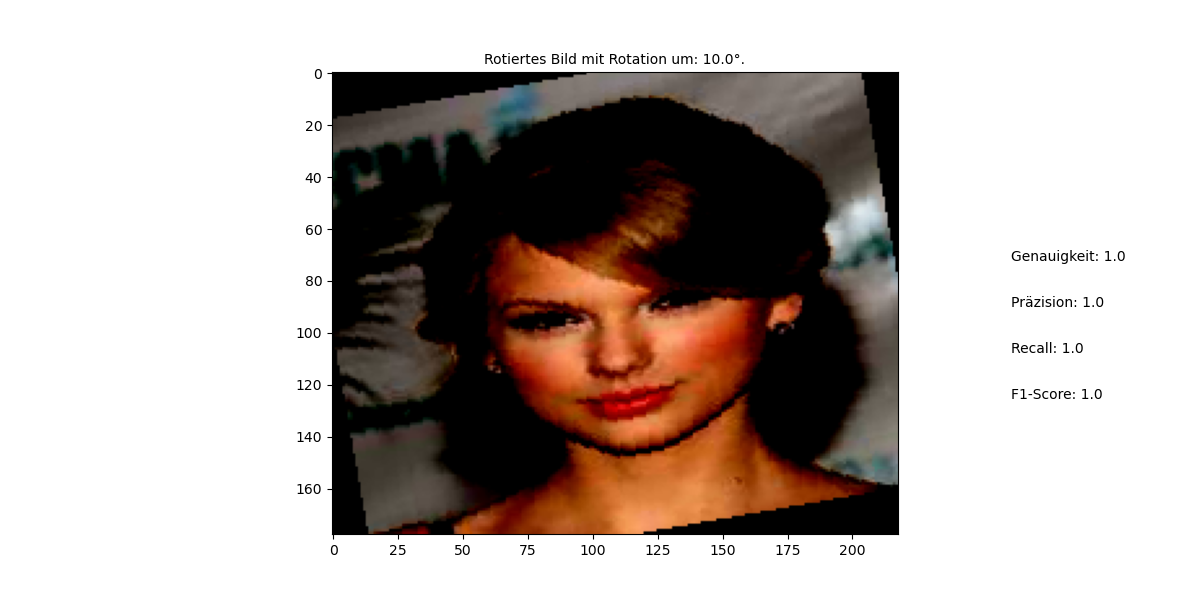 Rotiertes Bild mit Rotation um: 10.0°.
0
20
40
60
80
100
120
140
160
0 25 50 75 100 125 150 175 200
Genauigkeit: 1.0
Präzision: 1.0
Recall: 1.0
F1-Score: 1.0